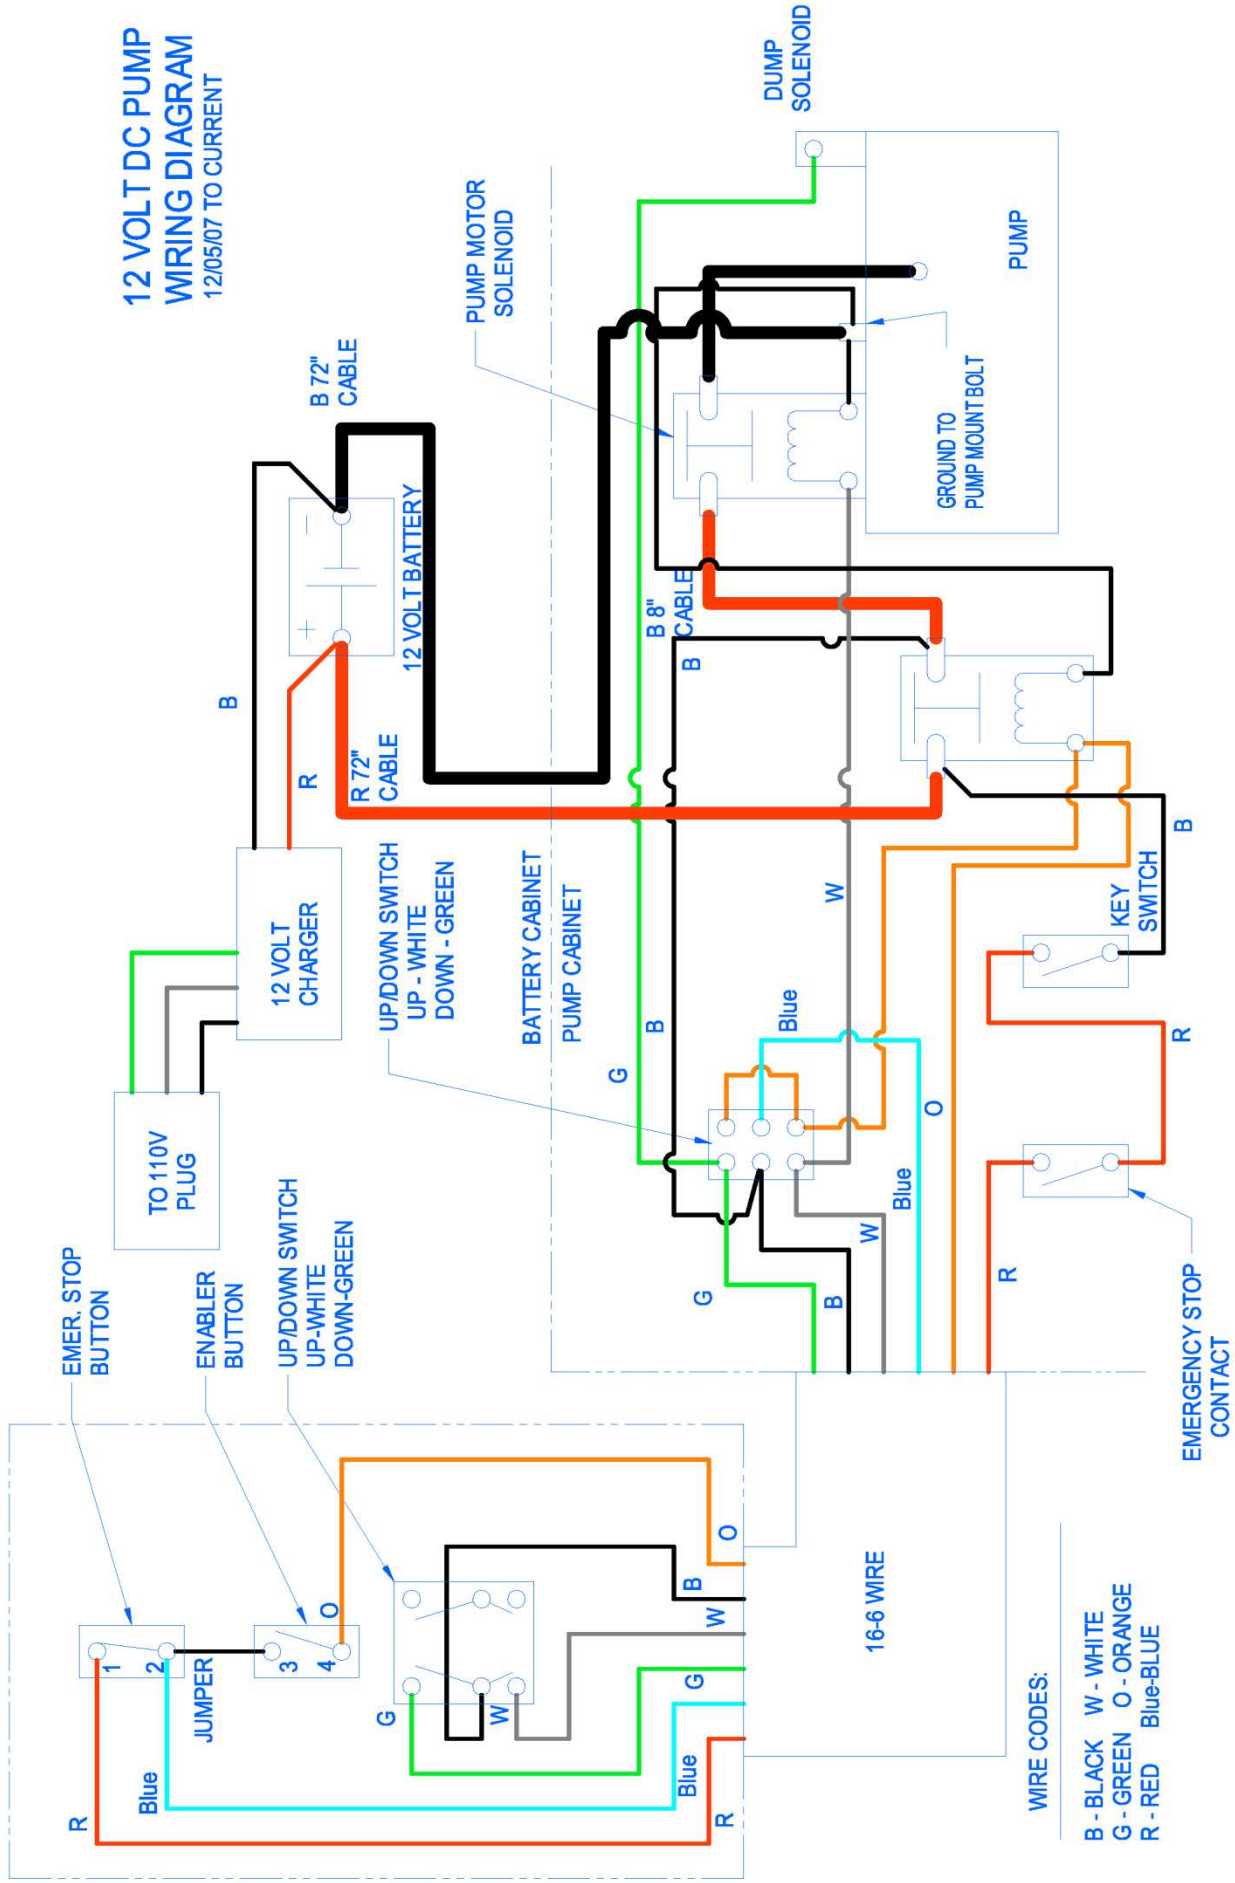 12 VOLT DC PUMP
WIRING DIAGRAM
12/05/07 TO CURRENT
EMER. STOP
BUTTON
ENABLER
BUTTON
UP/DOWN SWITCH
UP-WHITE
DOWN-GREEN
R
1
2
Blue
JUMPER
3
4
O
G
W
R
Blue
G
W
B
O
16-6 WIRE
WIRE CODES:
B - BLACK W - WHITE
G - GREEN O - ORANGE
R - RED Blue-BLUE
TO 110V
PLUG
12 VOLT
CHARGER
B
R
+
-
12 VOLT BATTERY
B 72"
CABLE
R 72"
CABLE
UP/DOWN SWITCH
UP - WHITE
DOWN - GREEN
BATTERY CABINET
PUMP CABINET
PUMP MOTOR
SOLENOID
DUMP
SOLENOID
PUMP
GROUND TO
PUMP MOUNT BOLT
B 8"
CABLE
B
G
B
Blue
W
G
B
W
Blue
O
R
R
B
KEY
SWITCH
EMERGENCY STOP
CONTACT